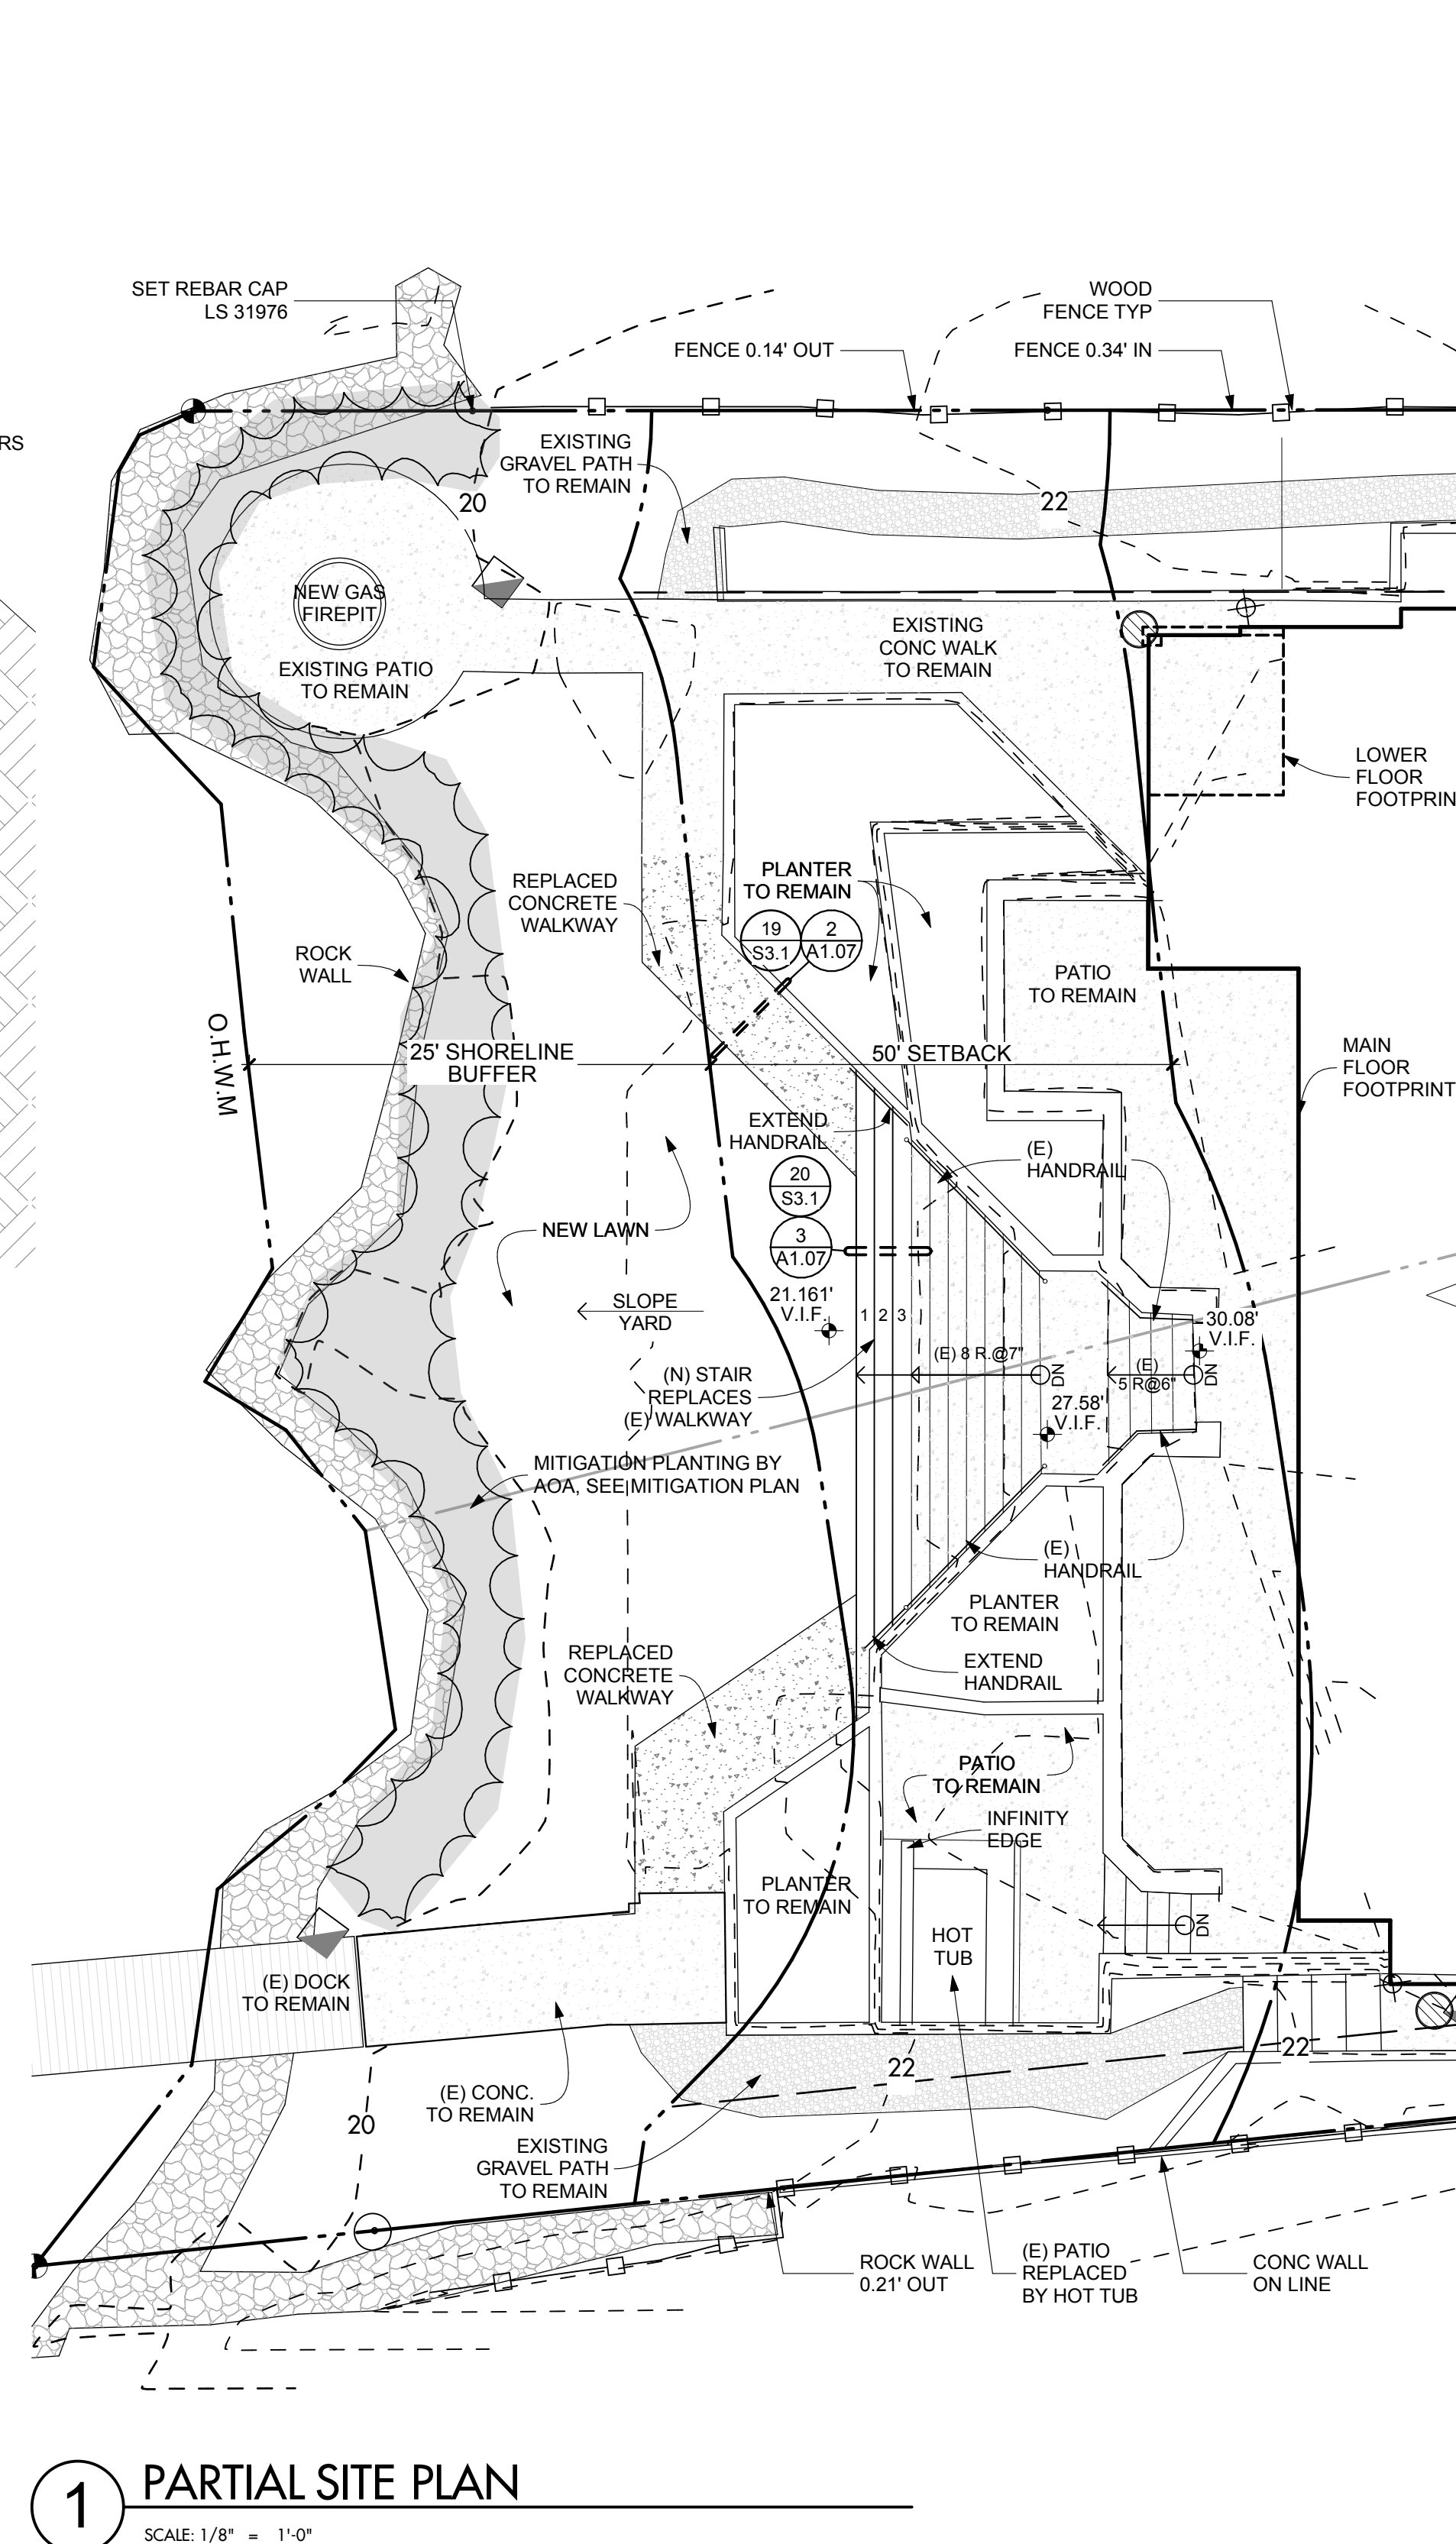 SET REBAR CAP
LS 31976
WOOD
FENCE TYP
FENCE 0.14' OUT
FENCE 0.34' IN
RS
EXISTING
GRAVEL PATH
TO REMAIN
20
22
NEW GAS
FIREPIT
EXISTING PATIO
TO REMAIN
EXISTING
CONC WALK
TO REMAIN
LOWER
FLOOR
FOOTPRIN
REPLACED
CONCRETE
WALKWAY
PLANTER
TO REMAIN
19
S3.1
2
A1.07
ROCK
WALL
PATIO
TO REMAIN
O.H.W.M
25' SHORELINE
BUFFER
50' SETBACK
MAIN
FLOOR
FOOTPRINT
EXTEND
HANDRAIL
(E)
HANDRAIL
20
S3.1
3
A1.07
NEW LAWN
21.161'
V.I.F.
SLOPE
YARD
1 2 3
30.08'
V.I.F.
(E) 8 R.@7"
DN
(E)
5 R@6"
DN
(N) STAIR
REPLACES
(E) WALKWAY
27.58'
V.I.F.
MITIGATION PLANTING BY
AOA, SEE MITIGATION PLAN
(E)
HANDRAIL
PLANTER
TO REMAIN
REPLACED
CONCRETE
WALKWAY
EXTEND
HANDRAIL
PATIO
TO REMAIN
INFINITY
EDGE
PLANTER
TO REMAIN
HOT
TUB
DN
(E) DOCK
TO REMAIN
22
22
(E) CONC.
TO REMAIN
20
EXISTING
GRAVEL PATH
TO REMAIN
ROCK WALL
0.21' OUT
(E) PATIO
REPLACED
BY HOT TUB
CONC WALL
ON LINE
1
PARTIAL SITE PLAN
SCALE: 1/8" = 1'-0"